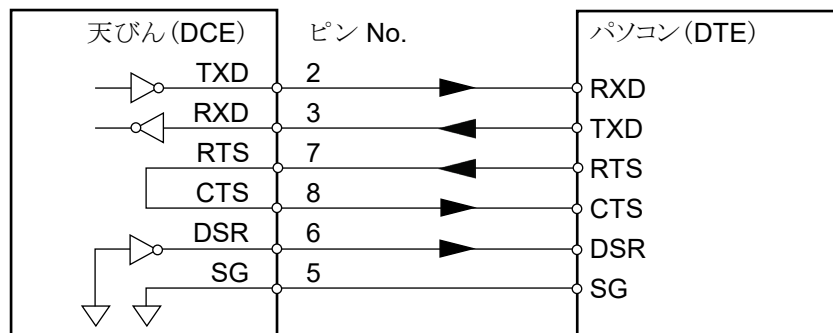 天びん(DCE) ピン No. パソコン(DTE)
TXD 2 RXD
RXD 3 TXD
RTS 7 RTS
CTS 8 CTS
DSR 6 DSR
SG 5 SG